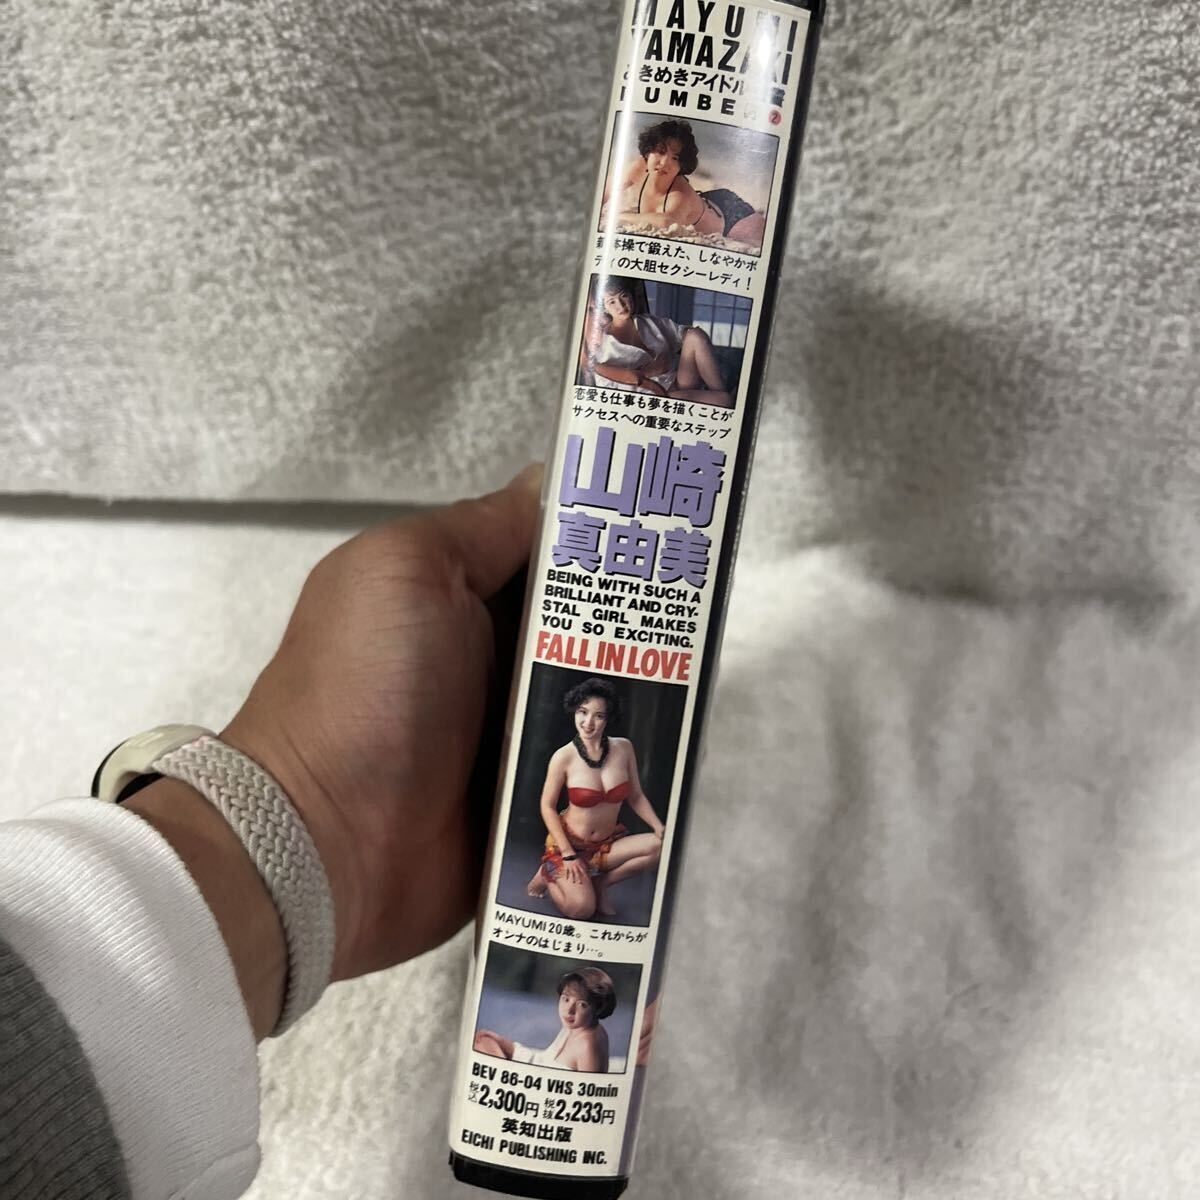 MAYUMI
YAMAZAKI
ときめきアイドル
NUMBER
2
新体操で鍛えた、しなやかボ
ディの大胆セクシーレディ！
恋愛も仕事も夢を描くことが
サクセスへの重要なステップ
山崎
真由美
BEING WITH SUCH A
BRILLIANT AND CRY-
STAL GIRL MAKES
YOU SO EXCITING.
FALL IN LOVE
MAYUMI 20歳。これからが
オンナのはじまり…。
BEV 86-04 VHS 30min
税込2,300円 税抜2,233円
英知出版
EICHI PUBLISHING INC.